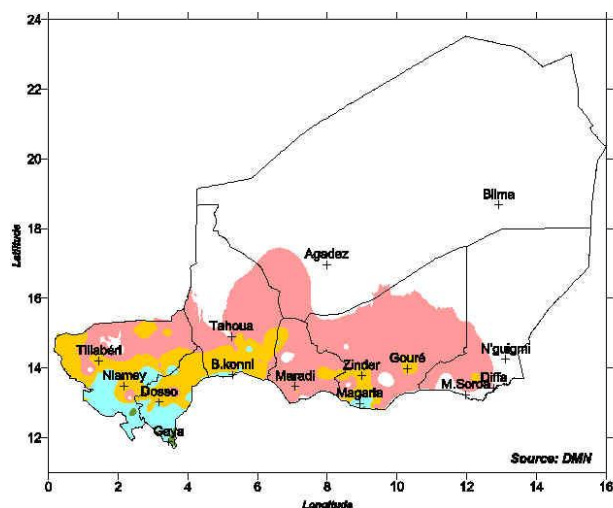 24
22
20
18
16
14
12
Latitude
Bilma
Agadez
Tahoua
N'guigmi
Tillabéri
B.konni
Zinder
Gouré
Niamey
Maradi
Diffa
Dosso
Magaria
M.Soroa
Gaya
Source: DMN
0 2 4 6 8 10 12 14 16
Longitude